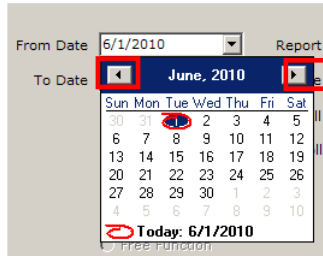 From Date 6/1/2010 Report
To Date June, 2010
Sun Mon Tue Wed Thu Fri Sat
30 31 1 2 3 4 5
6 7 8 9 10 11 12
13 14 15 16 17 18 19
20 21 22 23 24 25 26
27 28 29 30 1 2 3
4 5 6 7 8 9 10
Today: 6/1/2010
Free Function